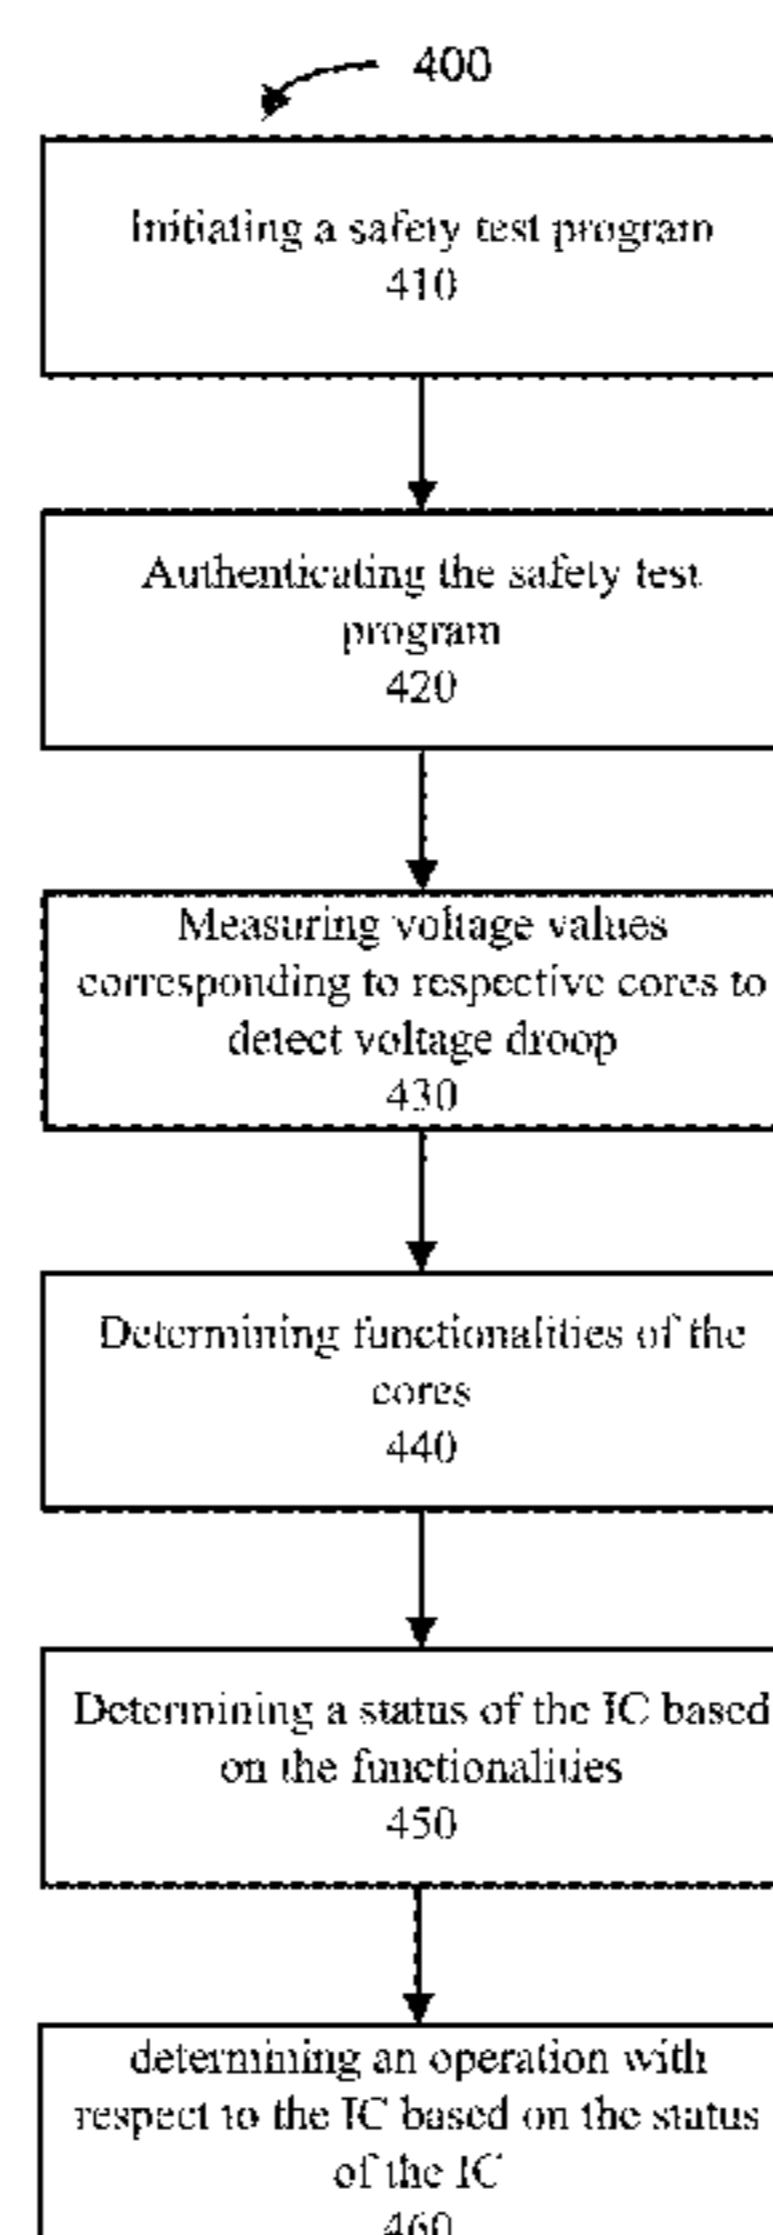 400
Initiating a safety test program
410
Authenticating the safety test
program
420
Measuring voltage values
corresponding to respective cores to
detect voltage droop
430
Determining functionalities of the
cores
440
Determining a status of the IC based
on the functionalities
450
determining an operation with
respect to the IC based on the status
of the IC
460